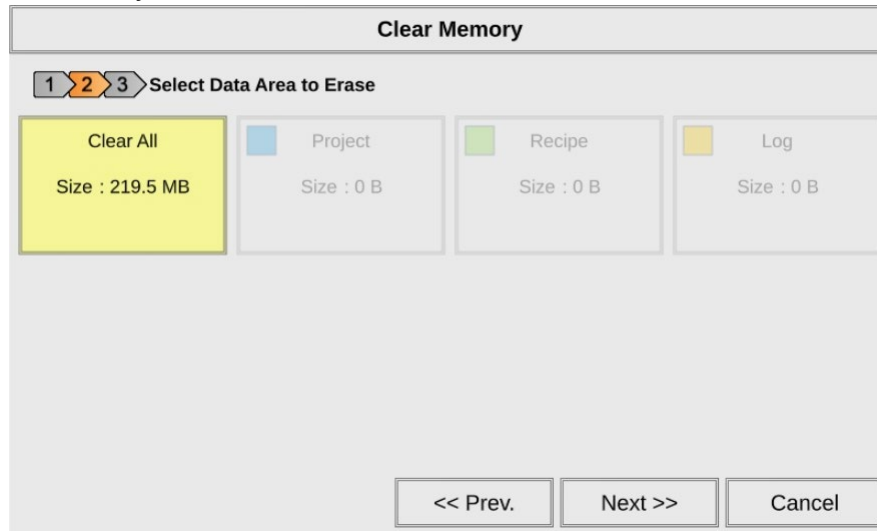 Clear Memory
1 2 3 Select Data Area to Erase
Clear All
Size : 219.5 MB
Project
Size : 0 B
Recipe
Size : 0 B
Log
Size : 0 B
<< Prev.
Next >>
Cancel